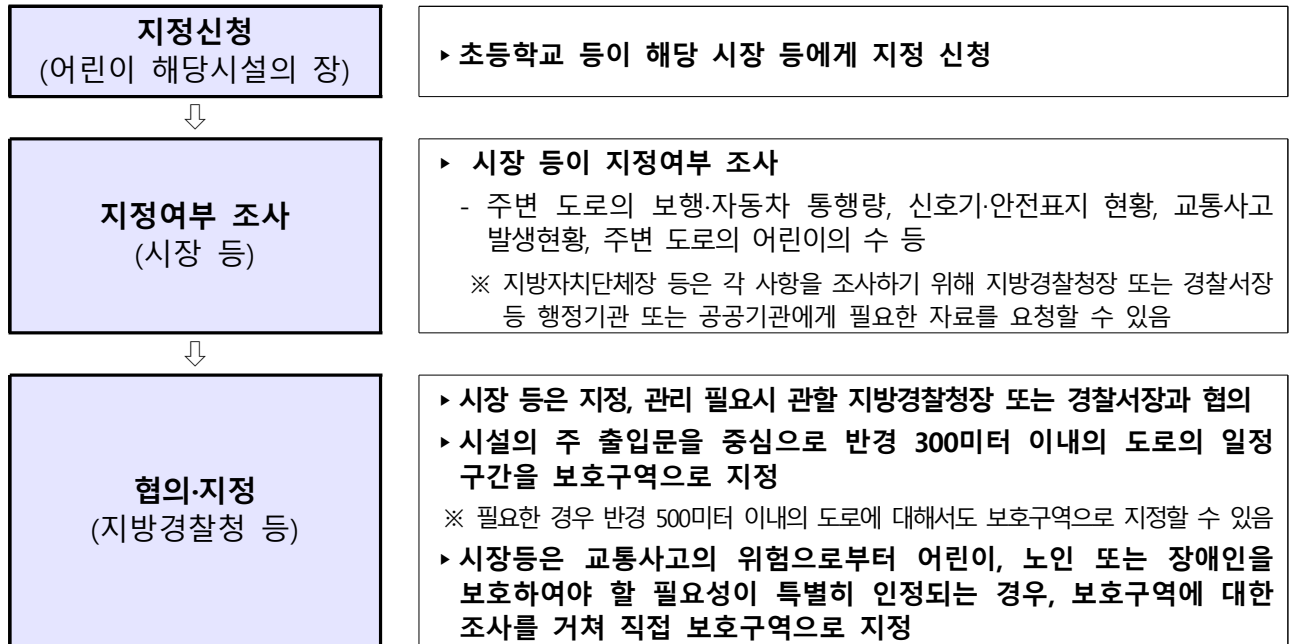 지정신청
(어린이 해당시설의 장)
▸초등학교 등이 해당 시장 등에게 지정 신청
⇩
지정여부 조사
(시장 등)
▸ 시장 등이 지정여부 조사
- 주변 도로의 보행·자동차 통행량, 신호기·안전표지 현황, 교통사고
발생현황, 주변 도로의 어린이의 수 등
※ 지방자치단체장 등은 각 사항을 조사하기 위해 지방경찰청장 또는 경찰서장
등 행정기관 또는 공공기관에게 필요한 자료를 요청할 수 있음
⇩
협의·지정
(지방경찰청 등)
▸시장 등은 지정, 관리 필요시 관할 지방경찰청장 또는 경찰서장과 협의
▸시설의 주 출입문을 중심으로 반경 300미터 이내의 도로의 일정
구간을 보호구역으로 지정
※ 필요한 경우 반경 500미터 이내의 도로에 대해서도 보호구역으로 지정할 수 있음
▸시장등은 교통사고의 위험으로부터 어린이, 노인 또는 장애인을
보호하여야 할 필요성이 특별히 인정되는 경우, 보호구역에 대한
조사를 거쳐 직접 보호구역으로 지정